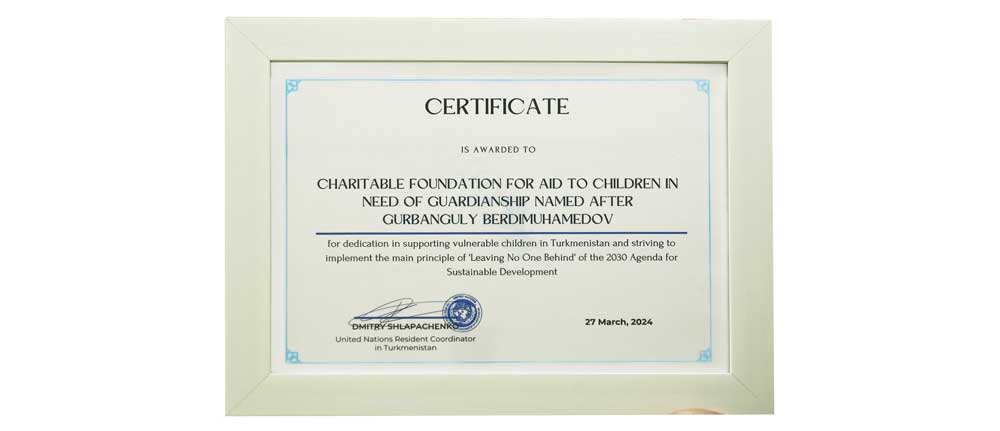 CERTIFICATE
IS AWARDED TO
CHARITABLE FOUNDATION FOR AID TO CHILDREN IN
NEED OF GUARDIANSHIP NAMED AFTER
GURBANGULY BERDIMUHAMEDOV
for dedication in supporting vulnerable children in Turkmenistan and striving to
implement the main principle of 'Leaving No One Behind' of the 2030 Agenda for
Sustainable Development
DMITRY SHLAPACHENKO
United Nations Resident Coordinator
in Turkmenistan
27 March, 2024